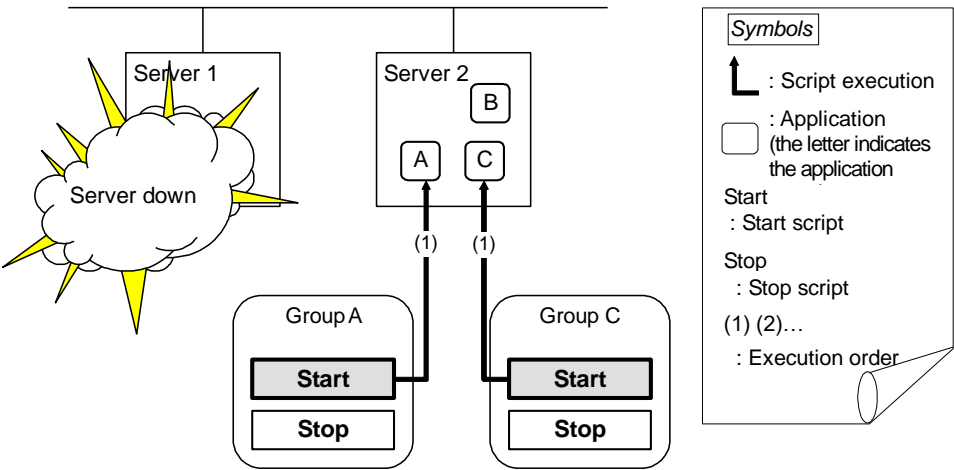 Server 1
Server 2
B
A
C
Server down
(1)
(1)
Group A
Start
Stop
Group C
Start
Stop
Symbols
: Script execution
: Application
(the letter indicates
the application
Start
: Start script
Stop
: Stop script
(1) (2)…
: Execution order